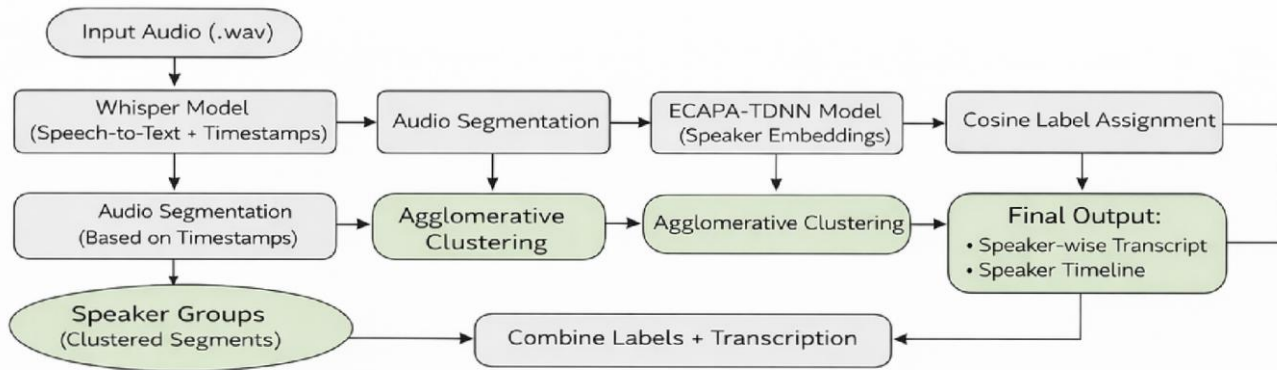 Input Audio (.wav)
Whisper Model
(Speech-to-Text + Timestamps)
Audio Segmentation
ECAPA-TDNN Model
(Speaker Embeddings)
Cosine Label Assignment
Audio Segmentation
(Based on Timestamps)
Agglomerative
Clustering
Agglomerative Clustering
Final Output:
• Speaker-wise Transcript
• Speaker Timeline
Speaker Groups
(Clustered Segments)
Combine Labels + Transcription